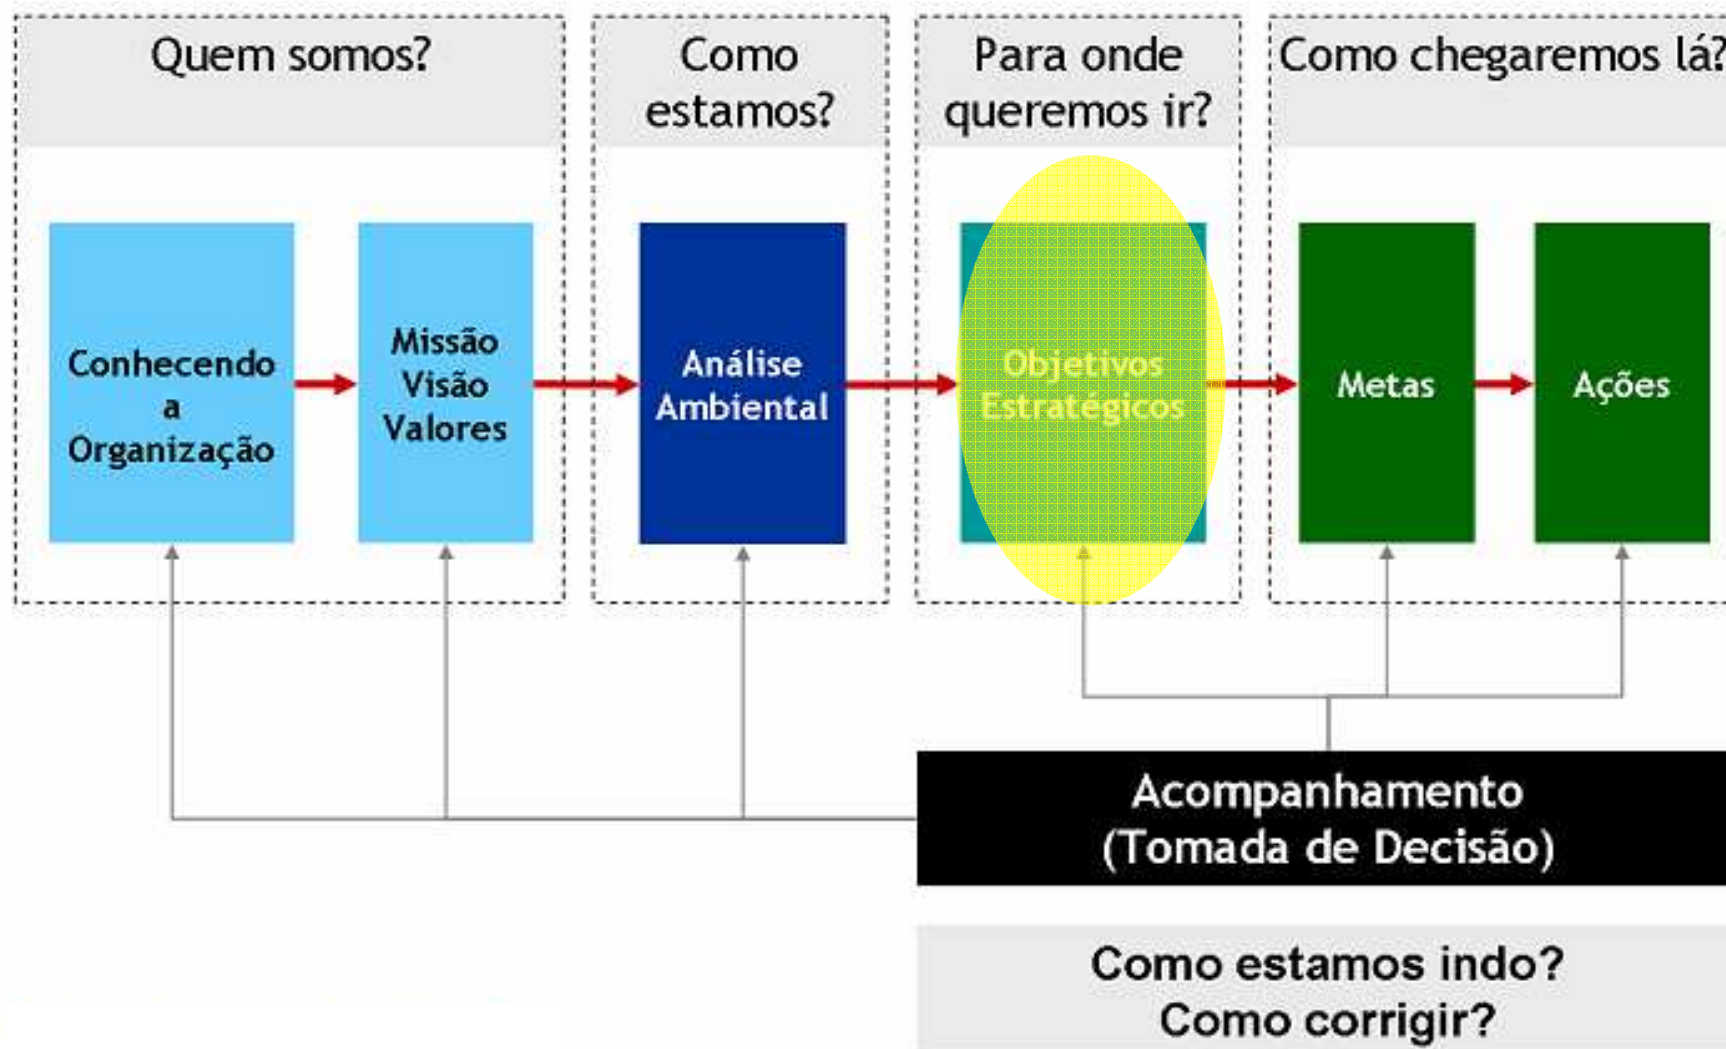 Quem somos?
Como
estamos?
Para onde
queremos ir?
Como chegaremos lá?
Conhecendo
a
Organização
Missão
Visão
Valores
Análise
Ambiental
Objetivos
Estratégicos
Metas
Ações
Acompanhamento
(Tomada de Decisão)
Como estamos indo?
Como corrigir?